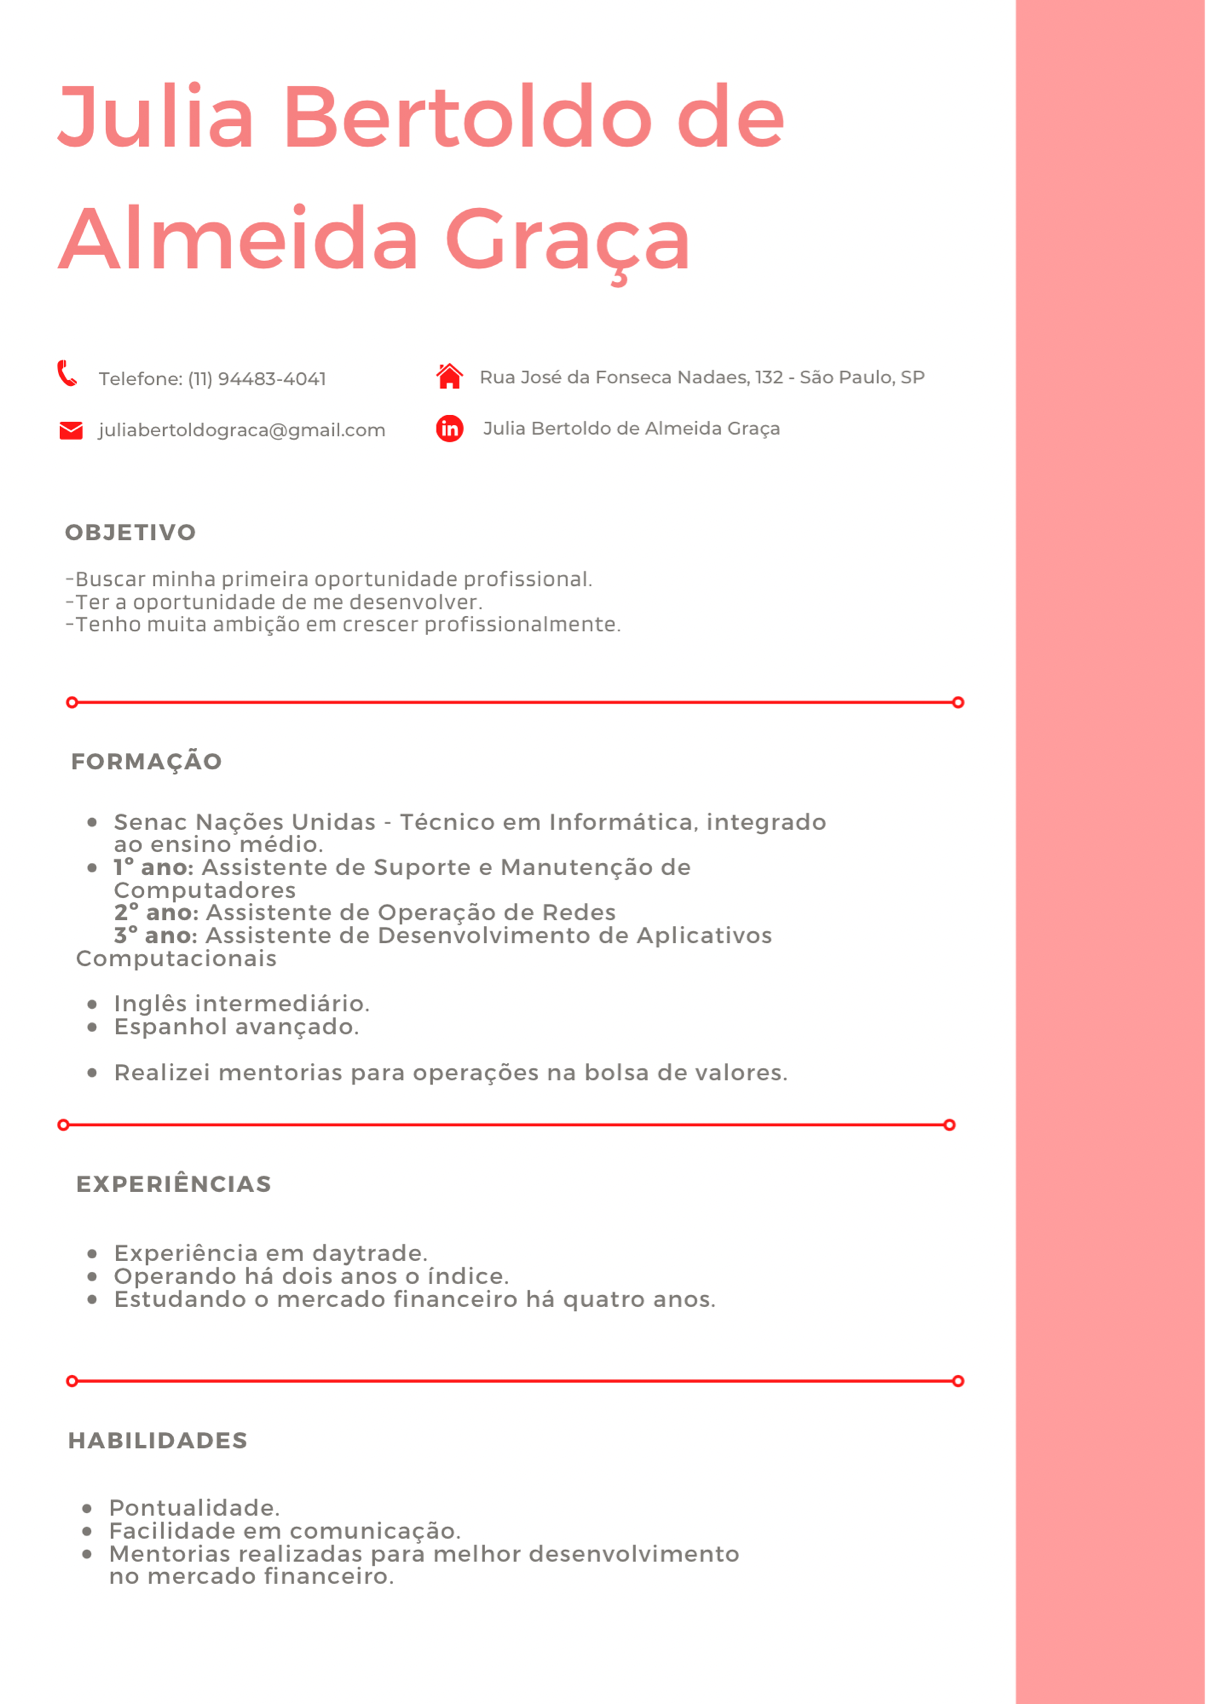 Julia Bertoldo de
Almeida Graça
Telefone: (11) 94483-4041
Rua José da Fonseca Nadaes, 132 - São Paulo, SP
juliabertoldograca@gmail.com
in Julia Bertoldo de Almeida Graça
OBJETIVO
-Buscar minha primeira oportunidade profissional.
-Ter a oportunidade de me desenvolver.
-Tenho muita ambição em crescer profissionalmente.
FORMAÇÃO
• Senac Nações Unidas - Técnico em Informática, integrado
ao ensino médio.
• 1º ano: Assistente de Suporte e Manutenção de
Computadores
2º ano: Assistente de Operação de Redes
3º ano: Assistente de Desenvolvimento de Aplicativos
Computacionais
• Inglês intermediário.
• Espanhol avançado.
• Realizei mentorias para operações na bolsa de valores.
EXPERIÊNCIAS
• Experiência em daytrade.
• Operando há dois anos o índice.
• Estudando o mercado financeiro há quatro anos.
HABILIDADES
• Pontualidade.
• Facilidade em comunicação.
• Mentorias realizadas para melhor desenvolvimento
no mercado financeiro.